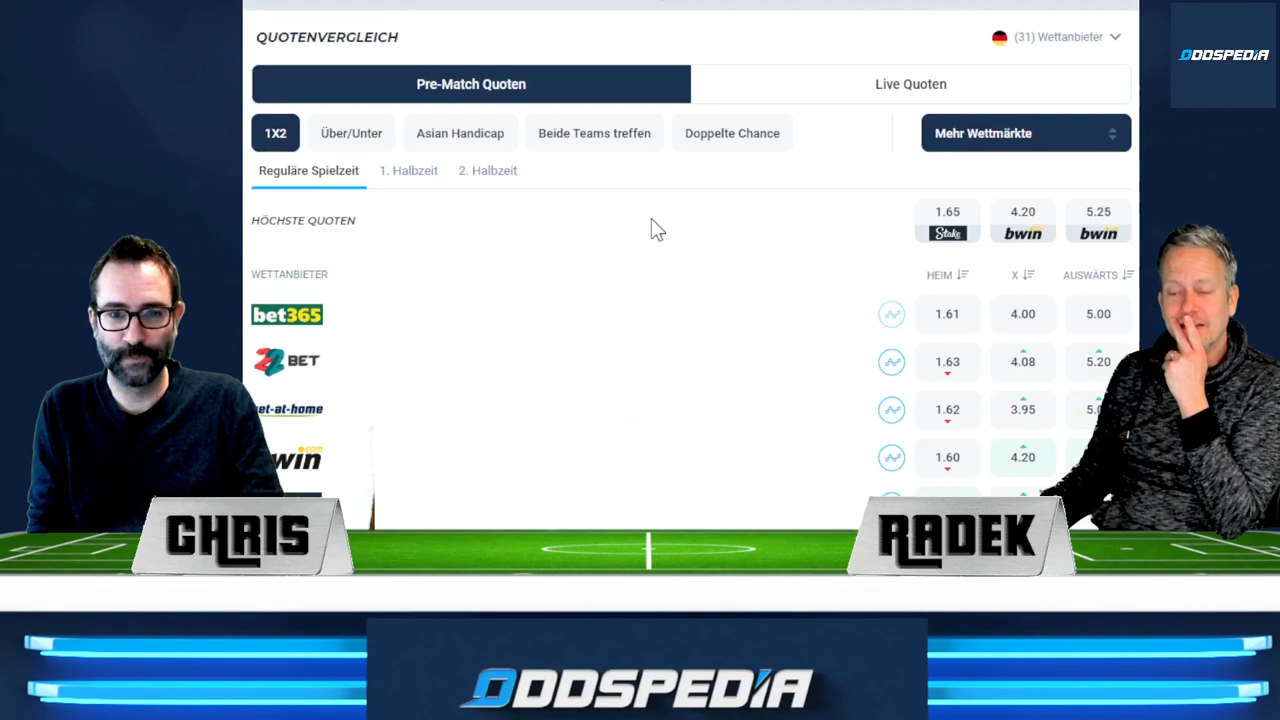 QUOTENVERGLEICH
(31) Wettanbieter
ODDSPEDIA
Pre-Match Quoten
Live Quoten
1X2 Über/Unter Asian Handicap Beide Teams treffen Doppelte Chance Mehr Wettmärkte
Reguläre Spielzeit 1. Halbzeit 2. Halbzeit
HÖCHSTE QUOTEN
1.65 4.20 5.25
Stake bwin bwin
WETTANBIETER HEIM X AUSWÄRTS
bet365 1.61 4.00 5.00
22 BET 1.63 4.08 5.20
et-at-home 1.62 3.95
win.com 1.60 4.20
CHRIS
RADEK
ODDSPEDIA